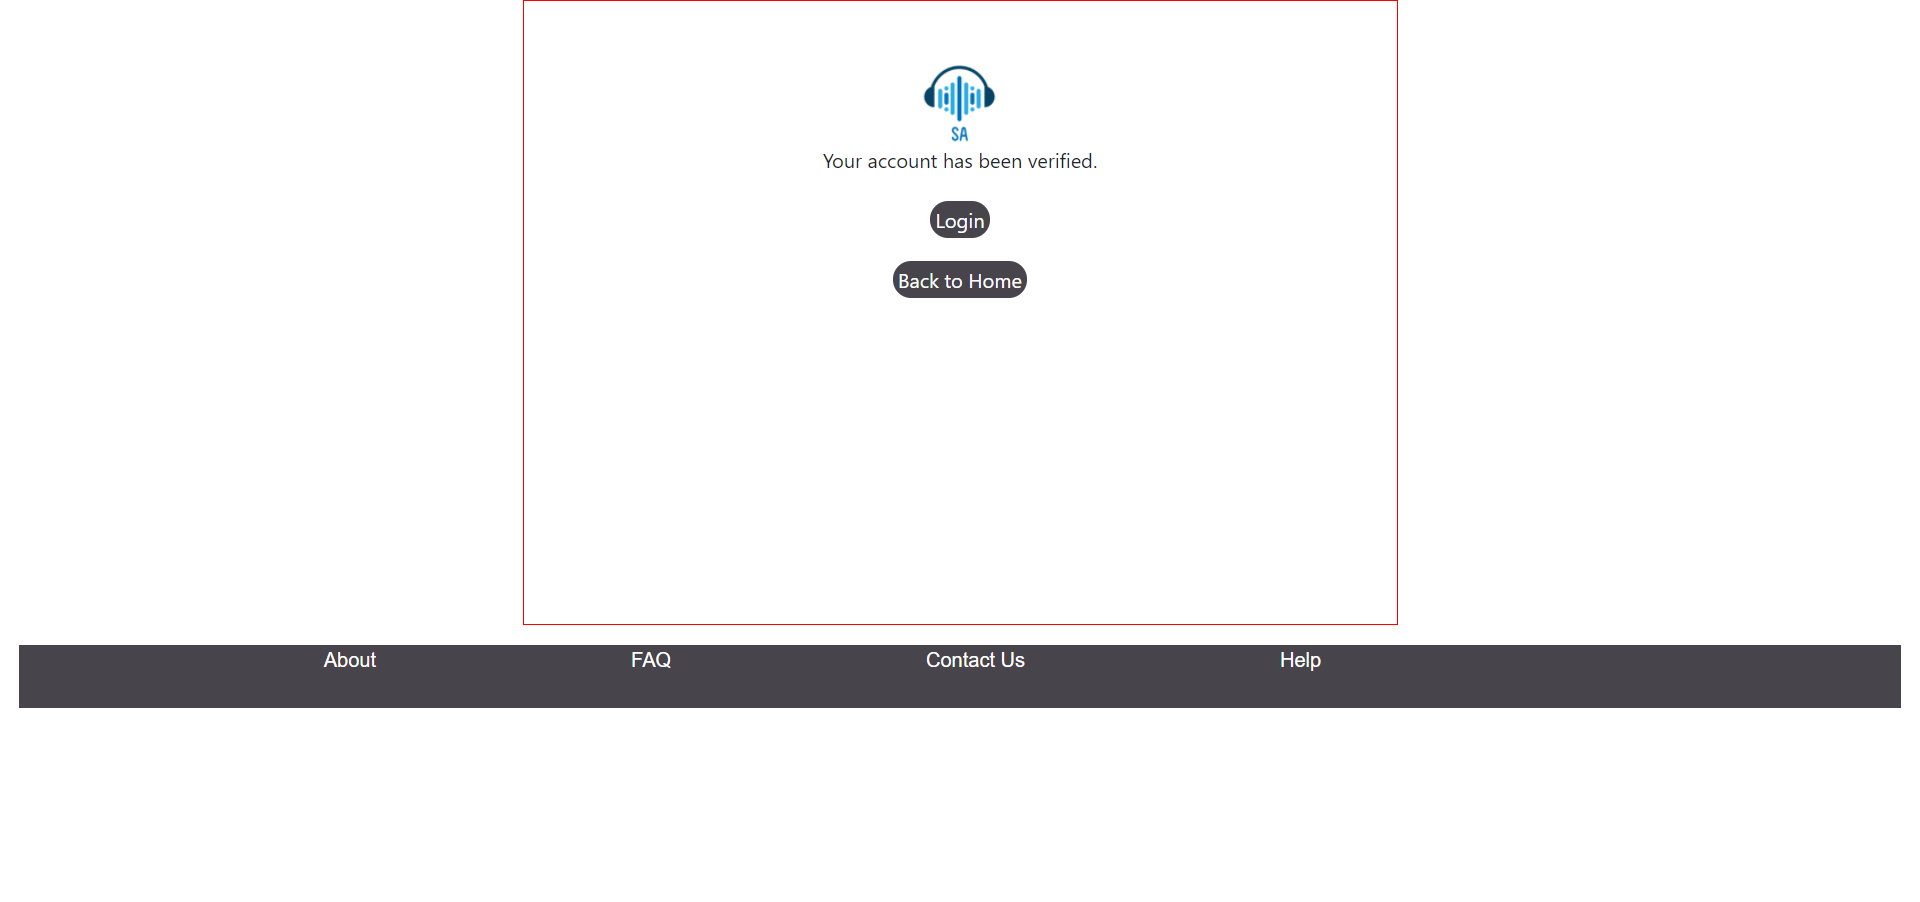 SA
Your account has been verified.
Login
Back to Home
About FAQ Contact Us Help